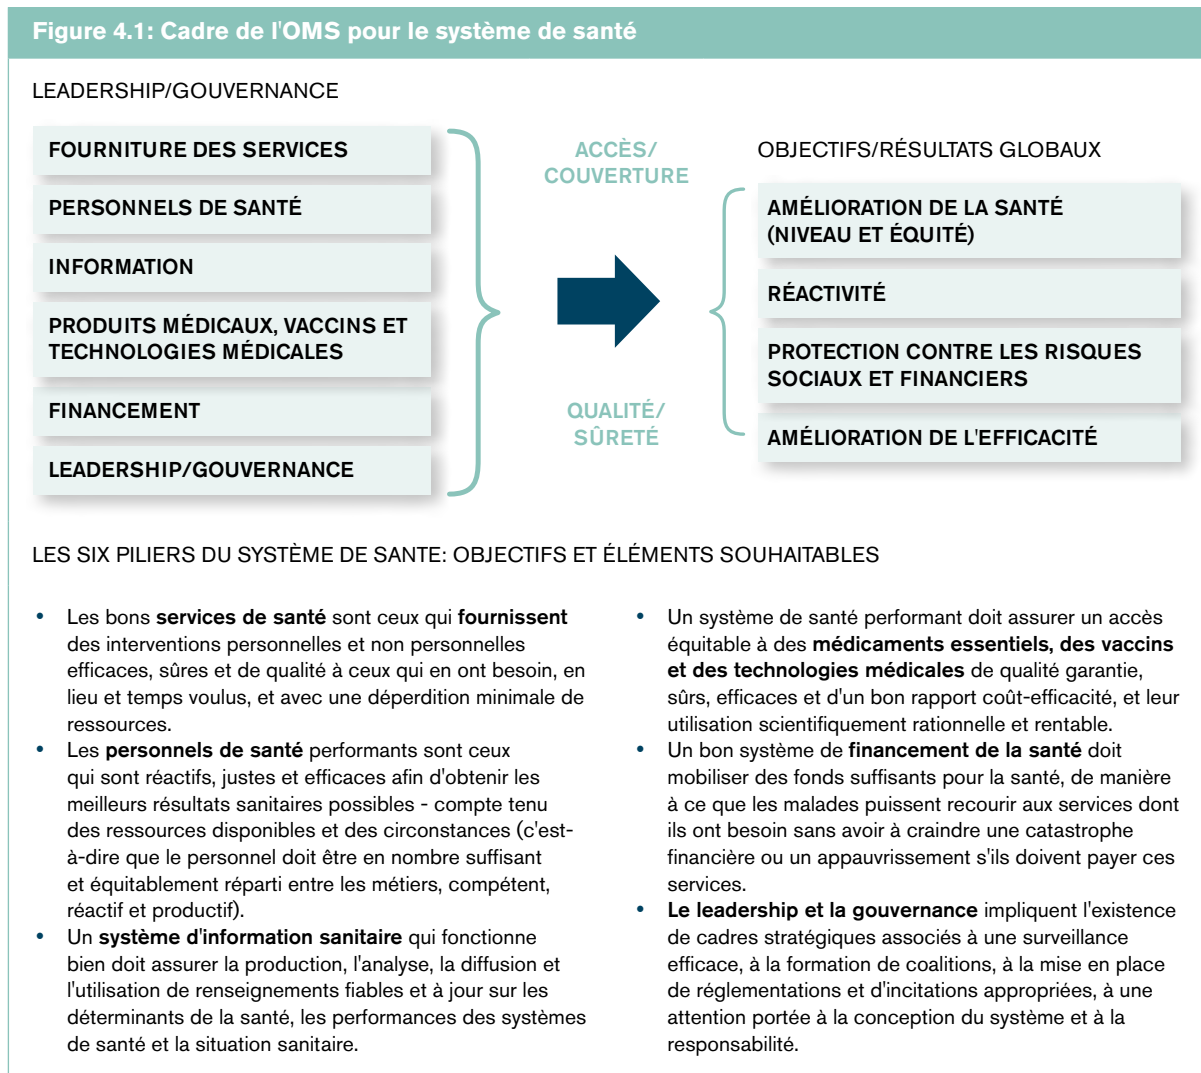 Figure 4.1: Cadre de l'OMS pour le système de santé
LEADERSHIP/GOUVERNANCE
FOURNITURE DES SERVICES
PERSONNELS DE SANTÉ
INFORMATION
PRODUITS MÉDICAUX, VACCINS ET
TECHNOLOGIES MÉDICALES
FINANCEMENT
LEADERSHIP/GOUVERNANCE
ACCÈS/
COUVERTURE
QUALITÉ/
SÛRETÉ
OBJECTIFS/RÉSULTATS GLOBAUX
AMÉLIORATION DE LA SANTÉ
(NIVEAU ET ÉQUITÉ)
RÉACTIVITÉ
PROTECTION CONTRE LES RISQUES
SOCIAUX ET FINANCIERS
AMÉLIORATION DE L'EFFICACITÉ
LES SIX PILIERS DU SYSTÈME DE SANTE: OBJECTIFS ET ÉLÉMENTS SOUHAITABLES
• Les bons services de santé sont ceux qui fournissent
des interventions personnelles et non personnelles
efficaces, sûres et de qualité à ceux qui en ont besoin, en
lieu et temps voulus, et avec une déperdition minimale de
ressources.
• Les personnels de santé performants sont ceux
qui sont réactifs, justes et efficaces afin d'obtenir les
meilleurs résultats sanitaires possibles - compte tenu
des ressources disponibles et des circonstances (c'est-
à-dire que le personnel doit être en nombre suffisant
et équitablement réparti entre les métiers, compétent,
réactif et productif).
• Un système d'information sanitaire qui fonctionne
bien doit assurer la production, l'analyse, la diffusion et
l'utilisation de renseignements fiables et à jour sur les
déterminants de la santé, les performances des systèmes
de santé et la situation sanitaire.
• Un système de santé performant doit assurer un accès
équitable à des médicaments essentiels, des vaccins
et des technologies médicales de qualité garantie,
sûrs, efficaces et d'un bon rapport coût-efficacité, et leur
utilisation scientifiquement rationnelle et rentable.
• Un bon système de financement de la santé doit
mobiliser des fonds suffisants pour la santé, de manière
à ce que les malades puissent recourir aux services dont
ils ont besoin sans avoir à craindre une catastrophe
financière ou un appauvrissement s'ils doivent payer ces
services.
• Le leadership et la gouvernance impliquent l'existence
de cadres stratégiques associés à une surveillance
efficace, à la formation de coalitions, à la mise en place
de réglementations et d'incitations appropriées, à une
attention portée à la conception du système et à la
responsabilité.